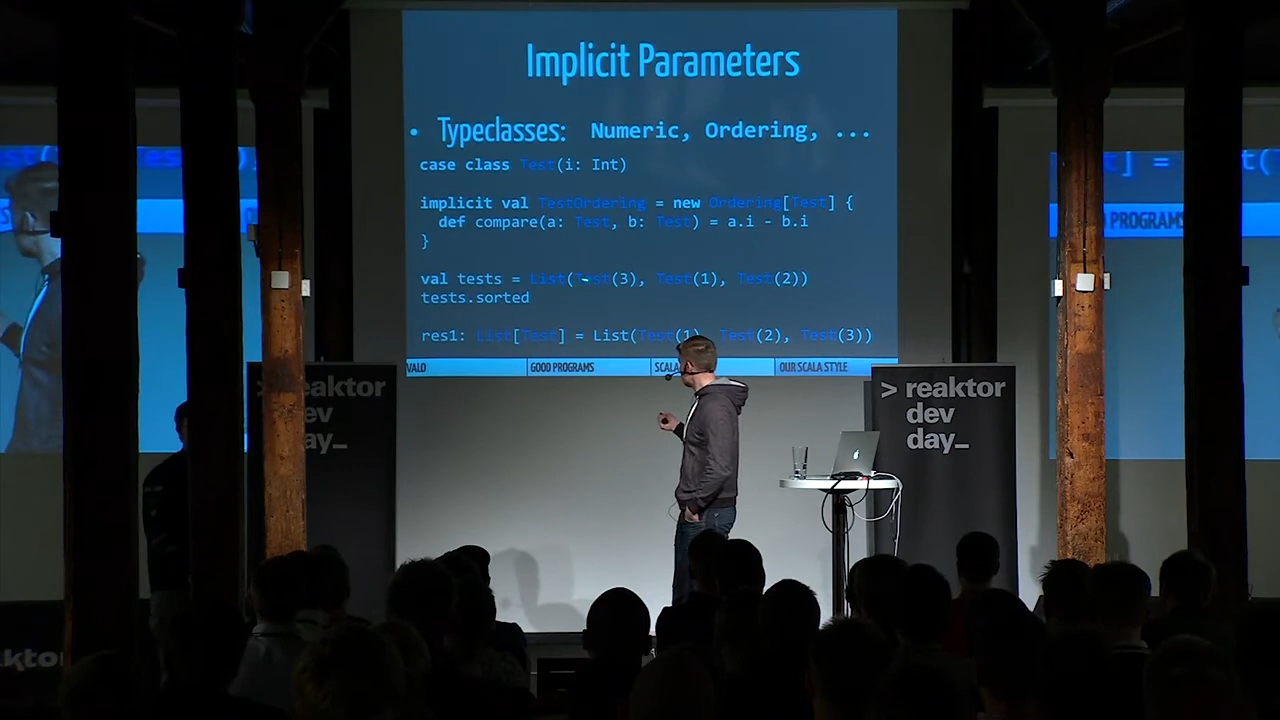 Implicit Parameters
• Typeclasses: Numeric, Ordering, ...
case class Test(i: Int)
implicit val TestOrdering = new Ordering[Test] {
def compare(a: Test, b: Test) = a.i - b.i
}
val tests = List(Test(3), Test(1), Test(2))
tests.sorted
res1: List[Test] = List(Test(1), Test(2), Test(3))
GOOD PROGRAMS
SCALA
OUR SCALA STYLE
> reaktor
dev
day_
> reaktor
dev
day_
PROGRAMS